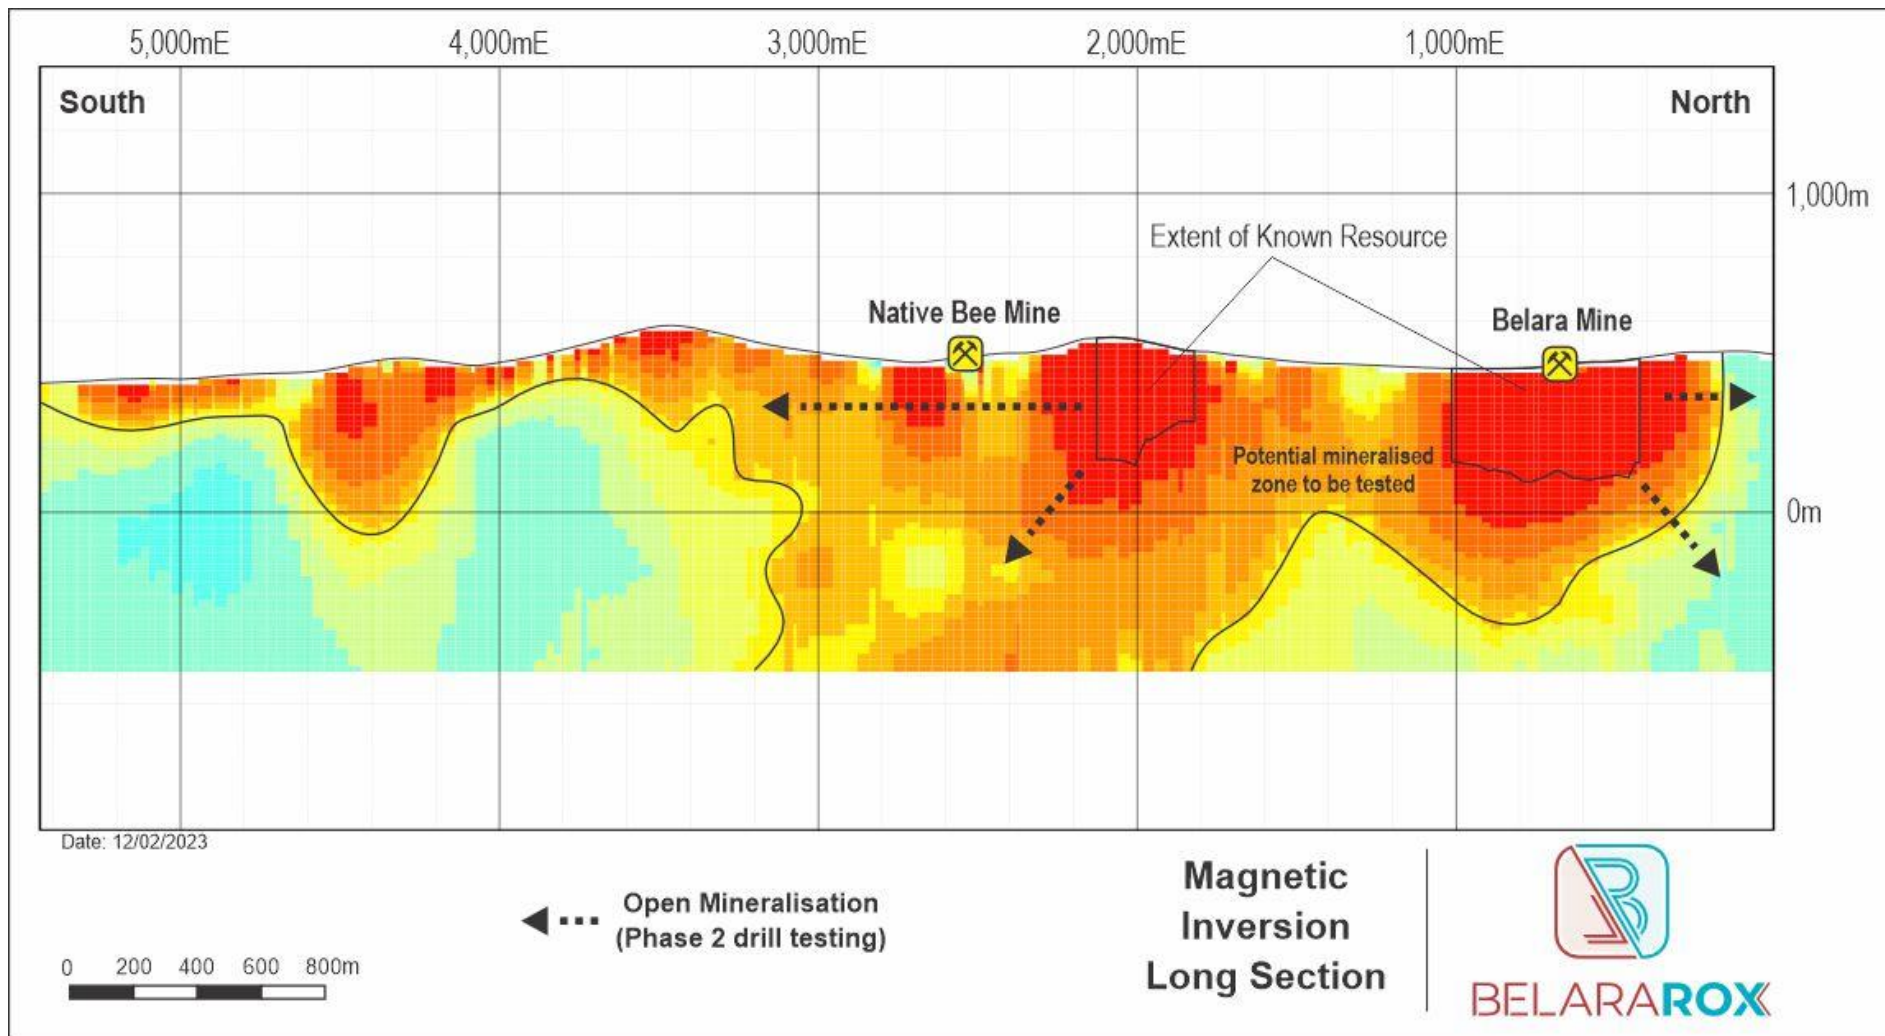 5,000mE
4,000mE
3,000mE
2,000mE
1,000mE
South
North
1,000m
Extent of Known Resource
Native Bee Mine
Belara Mine
Potential mineralised
zone to be tested
0m
Date: 12/02/2023
Open Mineralisation
(Phase 2 drill testing)
0 200 400 600 800m
Magnetic
Inversion
Long Section
BELARAROX